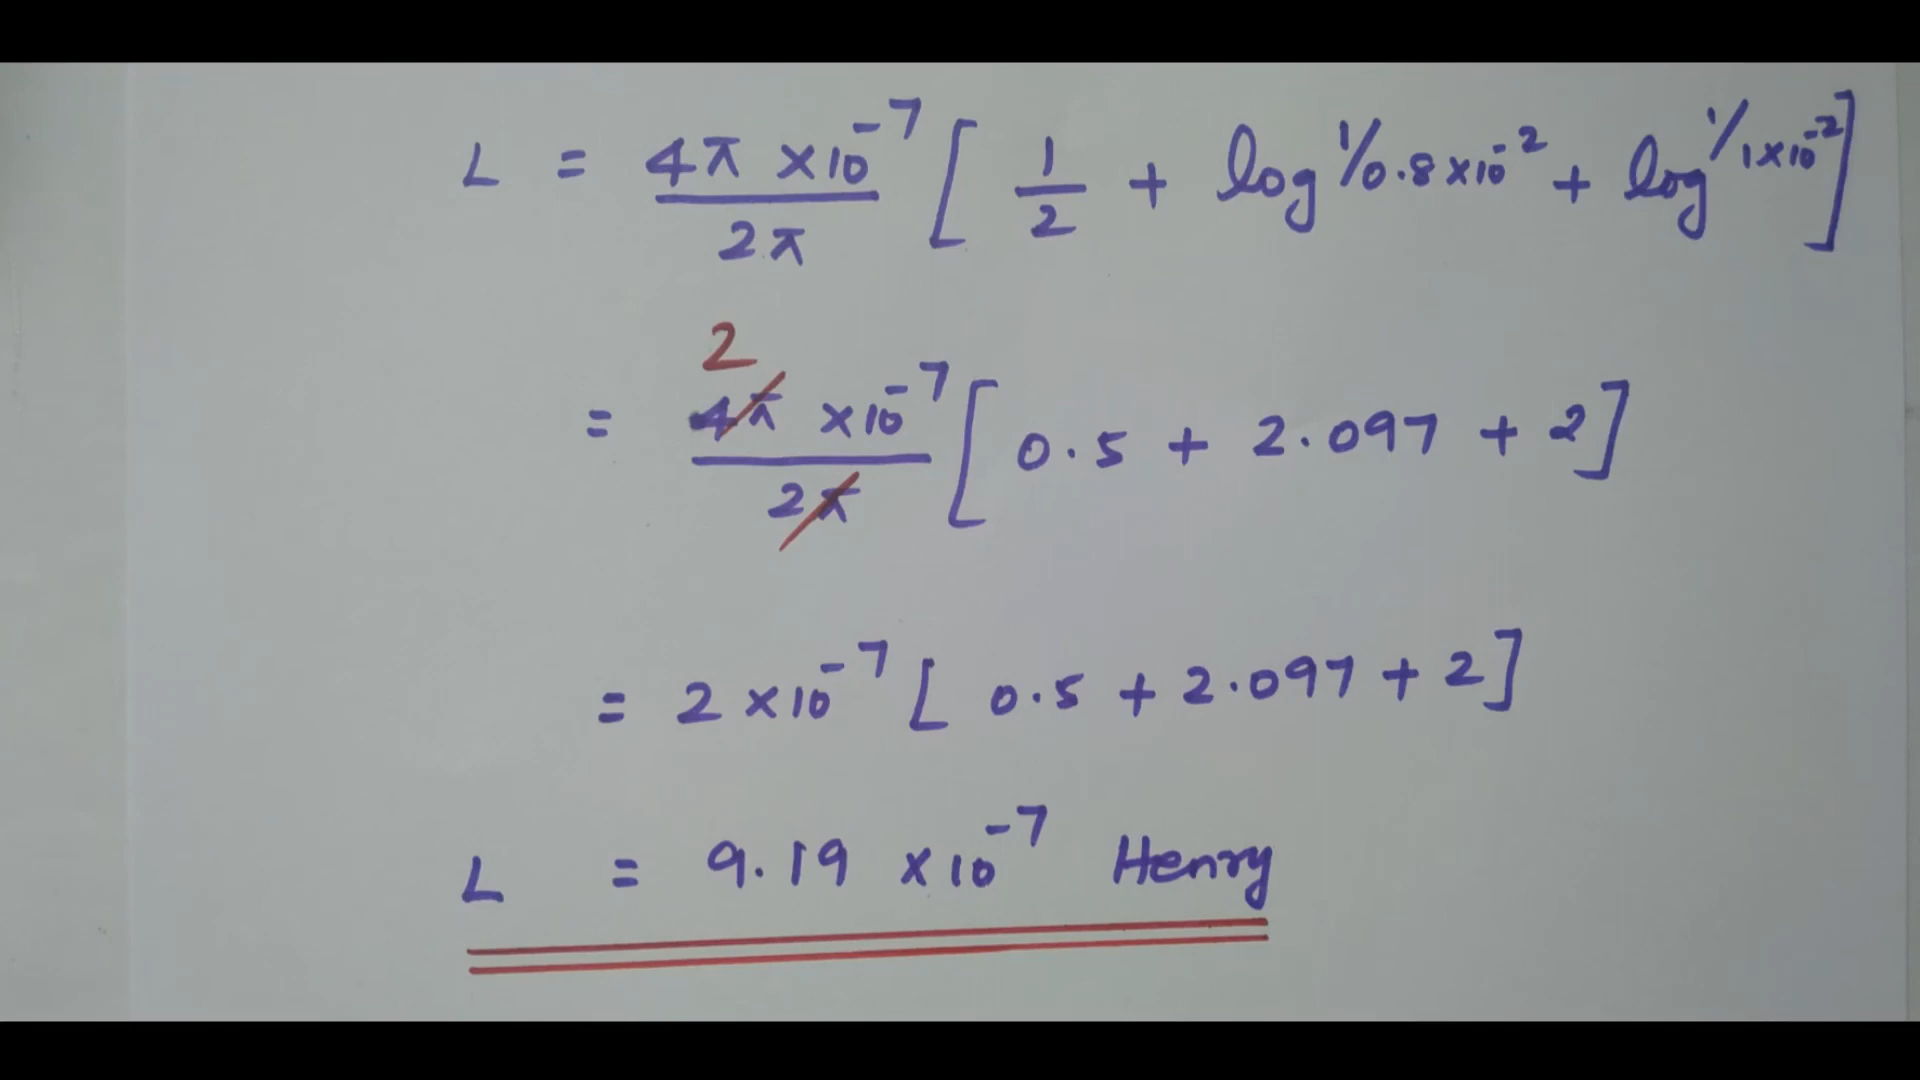 L = 4π × 10⁻⁷ / 2π [ 1/2 + log 1/0.8×10⁻² + log 1/1×10⁻² ]
= 2 4π × 10⁻⁷ / 2π [ 0.5 + 2.097 + 2 ]
= 2 × 10⁻⁷ [ 0.5 + 2.097 + 2 ]
L = 9.19 × 10⁻⁷ Henry